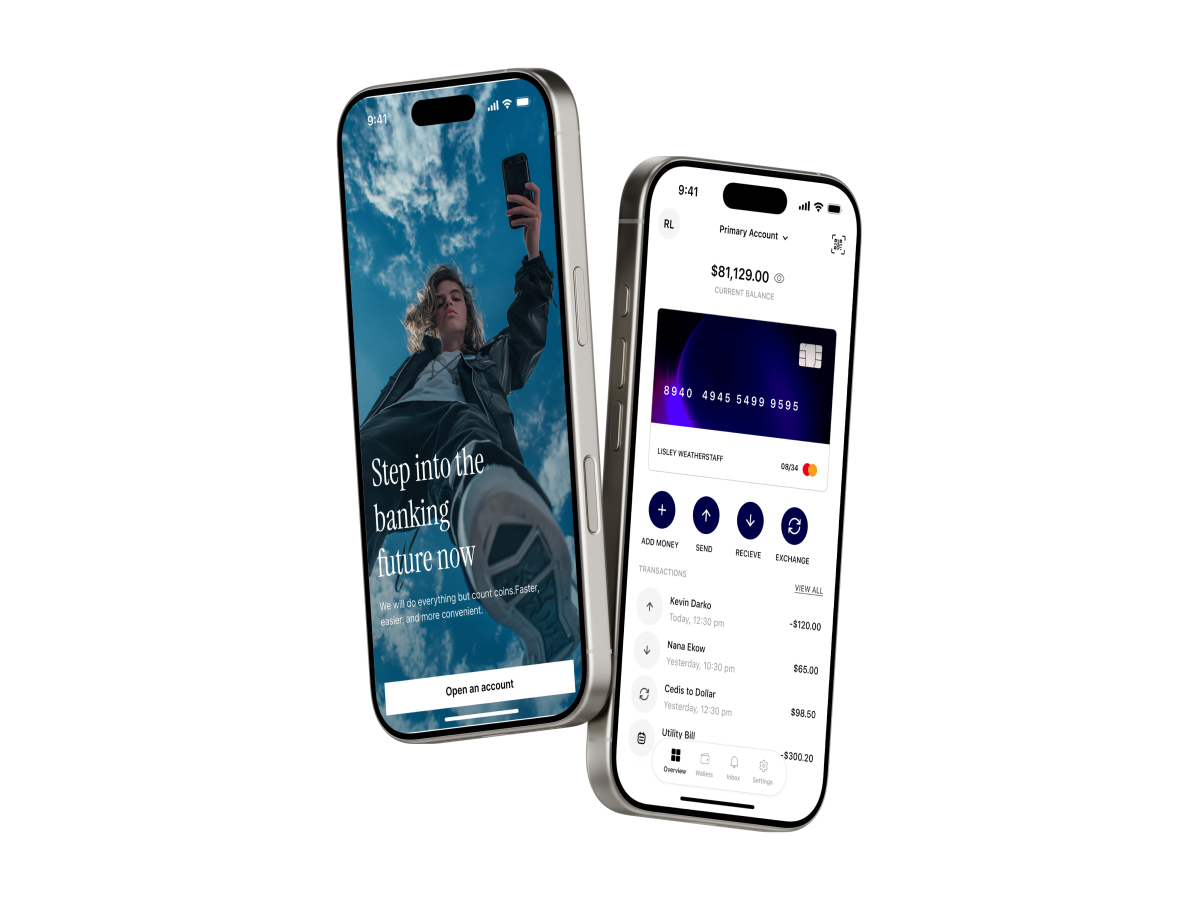 9:41
Step into the
banking
future now
We will do everything but count coins.Faster,
easier, and more convenient.
Open an account
9:41
RL
Primary Account
$81,129.00
CURRENT BALANCE
8940 4945 5499 9595
LISLEY WEATHERSTAFF
08/34
ADD MONEY
SEND
RECIEVE
EXCHANGE
TRANSACTIONS
VIEW ALL
Kevin Darko
Today, 12:30 pm
-$120.00
Nana Ekow
Yesterday, 10:30 pm
$65.00
Cedis to Dollar
Yesterday, 12:30 pm
$98.50
Utility Bill
-$300.20
Overview
Wallets
Inbox
Settings